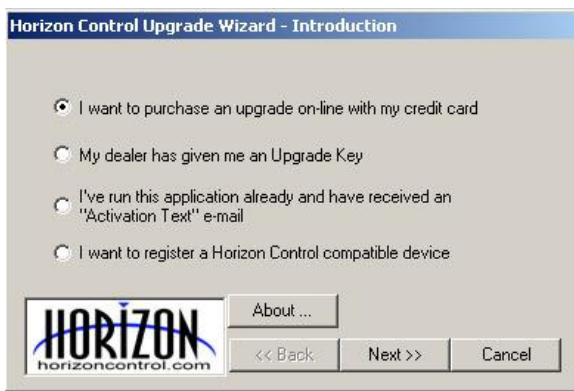 Horizon Control Upgrade Wizard - Introduction
I want to purchase an upgrade on-line with my credit card
My dealer has given me an Upgrade Key
I've run this application already and have received an
"Activation Text" e-mail
I want to register a Horizon Control compatible device
HORIZON
horizoncontrol.com
About ...
<< Back
Next >>
Cancel